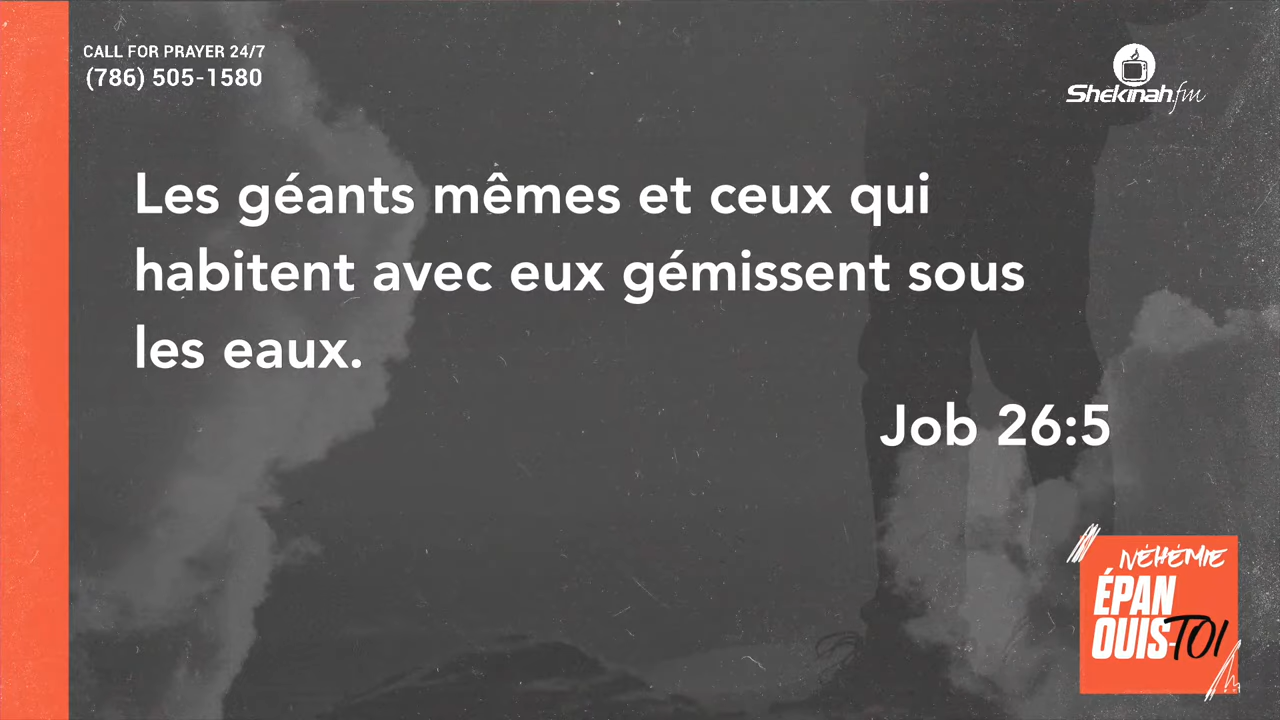 CALL FOR PRAYER 24/7
(786) 505-1580
Shekinah.fm
Les géants mêmes et ceux qui
habitent avec eux gémissent sous
les eaux.
Job 26:5
NÉHÉMIE
ÉPAN
OUIS-TOI